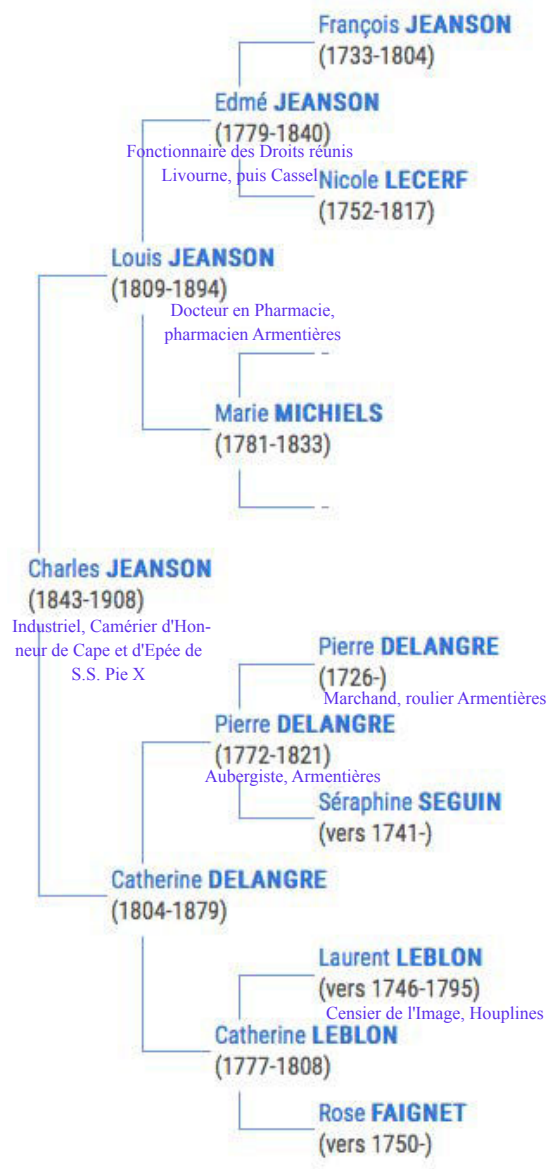 François JEANSON
(1733-1804)
Edmé JEANSON
(1779-1840)
Fonctionnaire des Droits réunis
Livourne, puis Cassel
Nicole LECERF
(1752-1817)
Louis JEANSON
(1809-1894)
Docteur en Pharmacie,
pharmacien Armentières
Marie MICHIELS
(1781-1833)
Charles JEANSON
(1843-1908)
Industriel, Camérier d'Hon-
neur de Cape et d'Epée de
S.S. Pie X
Pierre DELANGRE
(1726-)
Marchand, roulier Armentières
Pierre DELANGRE
(1772-1821)
Aubergiste, Armentières
Séraphine SEGUIN
(vers 1741-)
Catherine DELANGRE
(1804-1879)
Laurent LEBLON
(vers 1746-1795)
Censier de l'Image, Houplines
Catherine LEBLON
(1777-1808)
Rose FAIGNET
(vers 1750-)